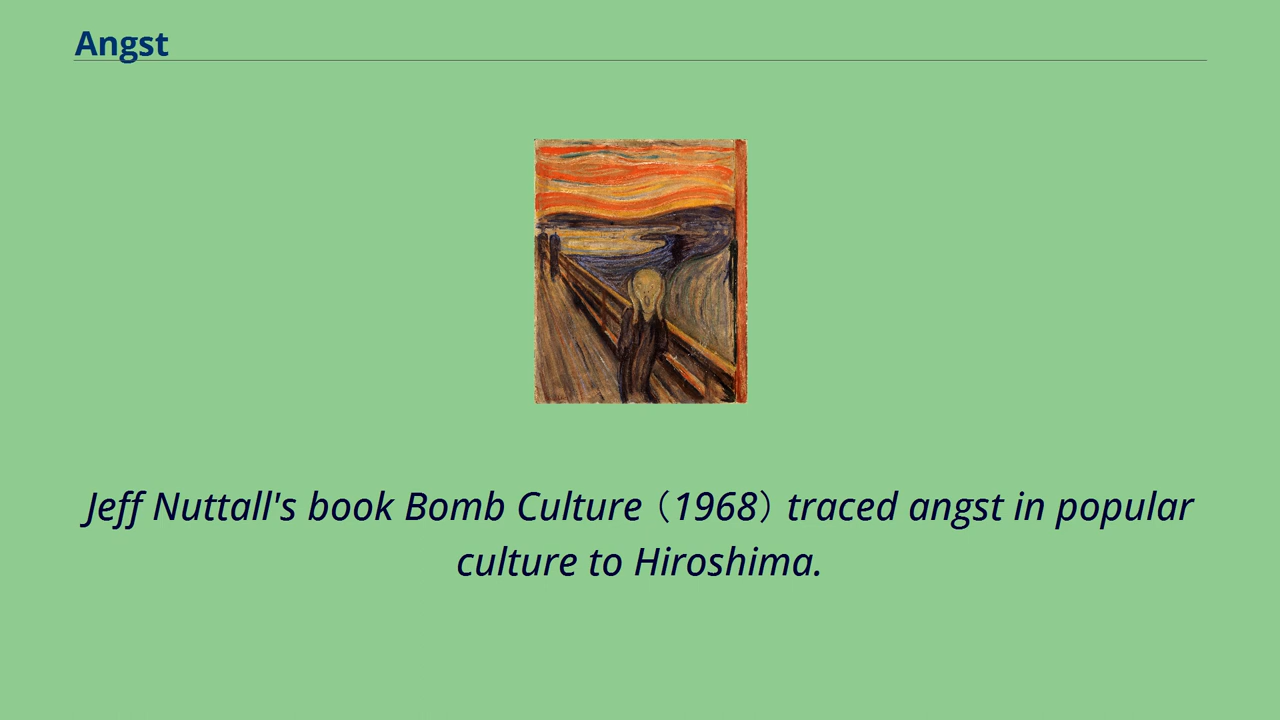 Angst
Jeff Nuttall's book Bomb Culture（1968）traced angst in popular
culture to Hiroshima.